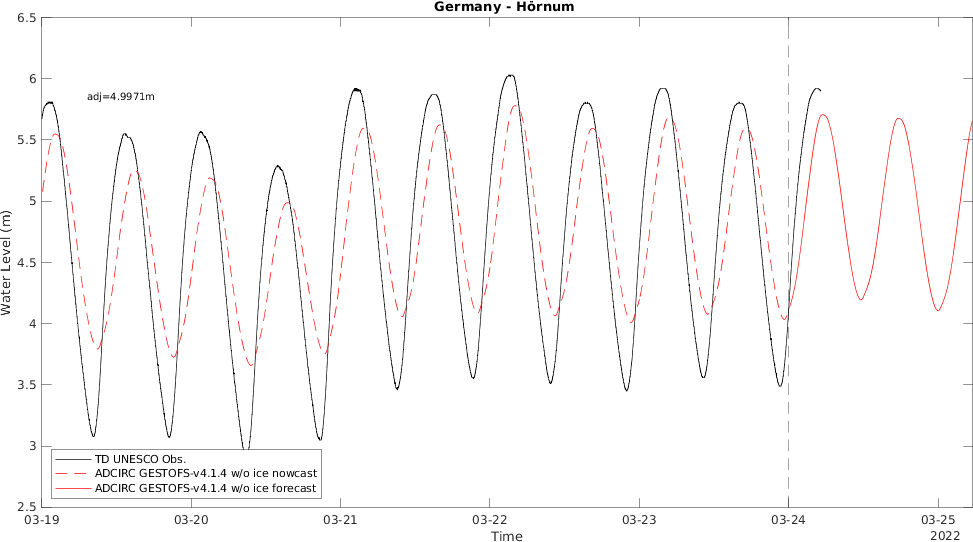 Germany - Hörnum
6.5
6
adj=4.9971m
5.5
5
4.5
4
3.5
3
2.5
Water Level (m)
TD UNESCO Obs.
ADCIRC GESTOFS-v4.1.4 w/o ice nowcast
ADCIRC GESTOFS-v4.1.4 w/o ice forecast
03-19 03-20 03-21 03-22 03-23 03-24 03-25
Time
2022